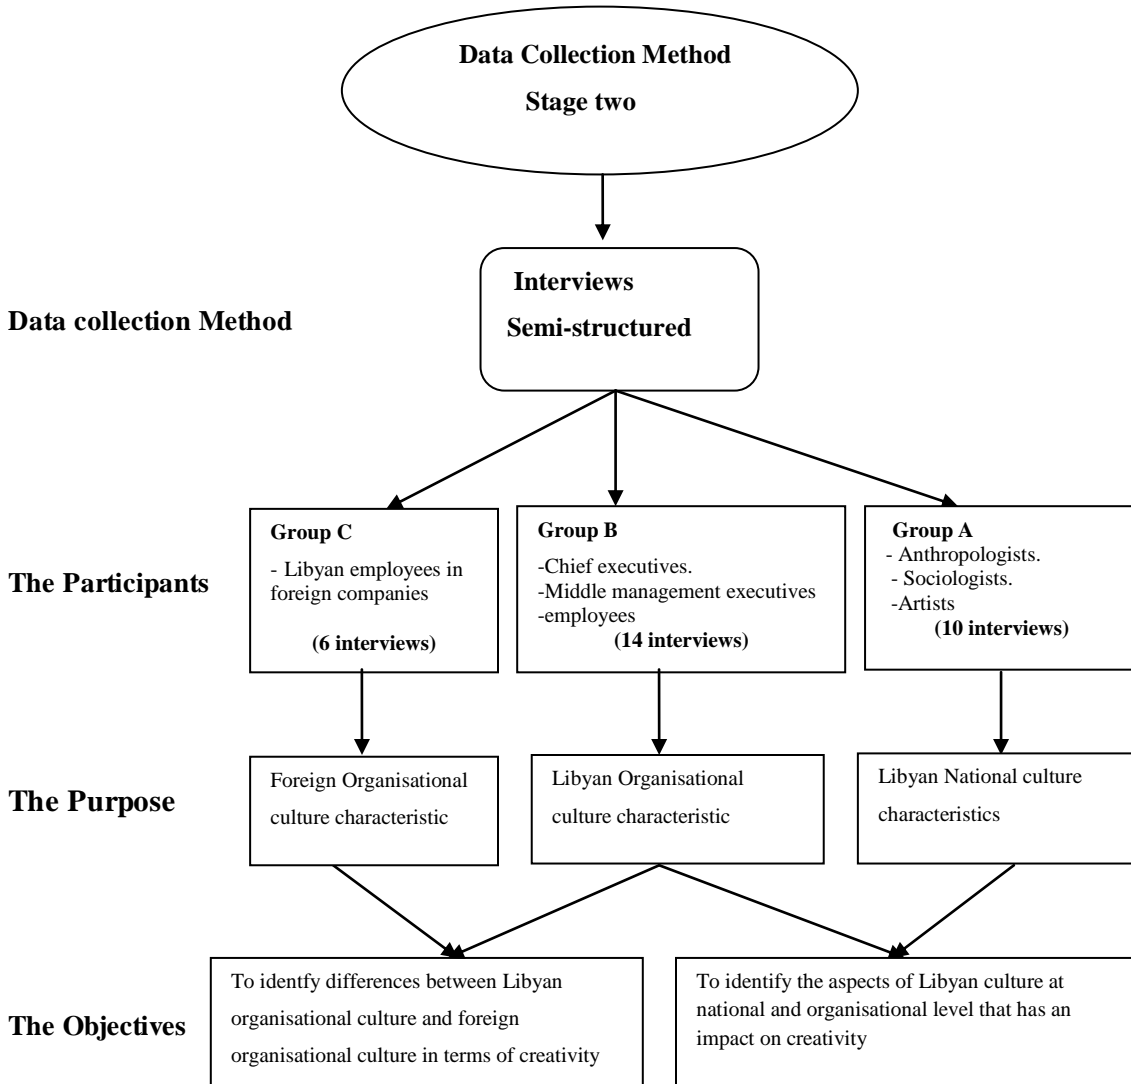 Data Collection Method
Stage two
Interviews
Semi-structured
Data collection Method
The Participants
Group C
- Libyan employees in
foreign companies
(6 interviews)
Group B
-Chief executives.
-Middle management executives
-employees
(14 interviews)
Group A
- Anthropologists.
- Sociologists.
-Artists
(10 interviews)
The Purpose
Foreign Organisational
culture characteristic
Libyan Organisational
culture characteristic
Libyan National culture
characteristics
The Objectives
To identfy differences between Libyan
organisational culture and foreign
organisational culture in terms of creativity
To identify the aspects of Libyan culture at
national and organisational level that has an
impact on creativity